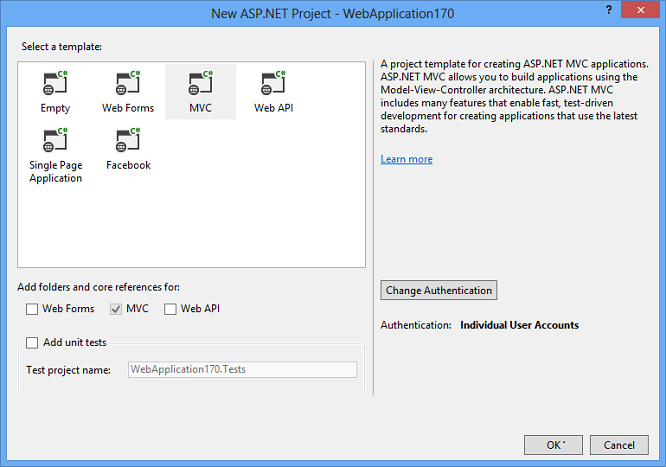 New ASP.NET Project - WebApplication170
?
Select a template:
C# C# C# C#
Empty Web Forms MVC Web API
C# C#
Single Page Facebook
Application
A project template for creating ASP.NET MVC applications.
ASP.NET MVC allows you to build applications using the
Model-View-Controller architecture. ASP.NET MVC
includes many features that enable fast, test-driven
development for creating applications that use the latest
standards.
Learn more
Add folders and core references for:
Web Forms MVC Web API
Add unit tests
Test project name: WebApplication170.Tests
Change Authentication
Authentication: Individual User Accounts
OK Cancel